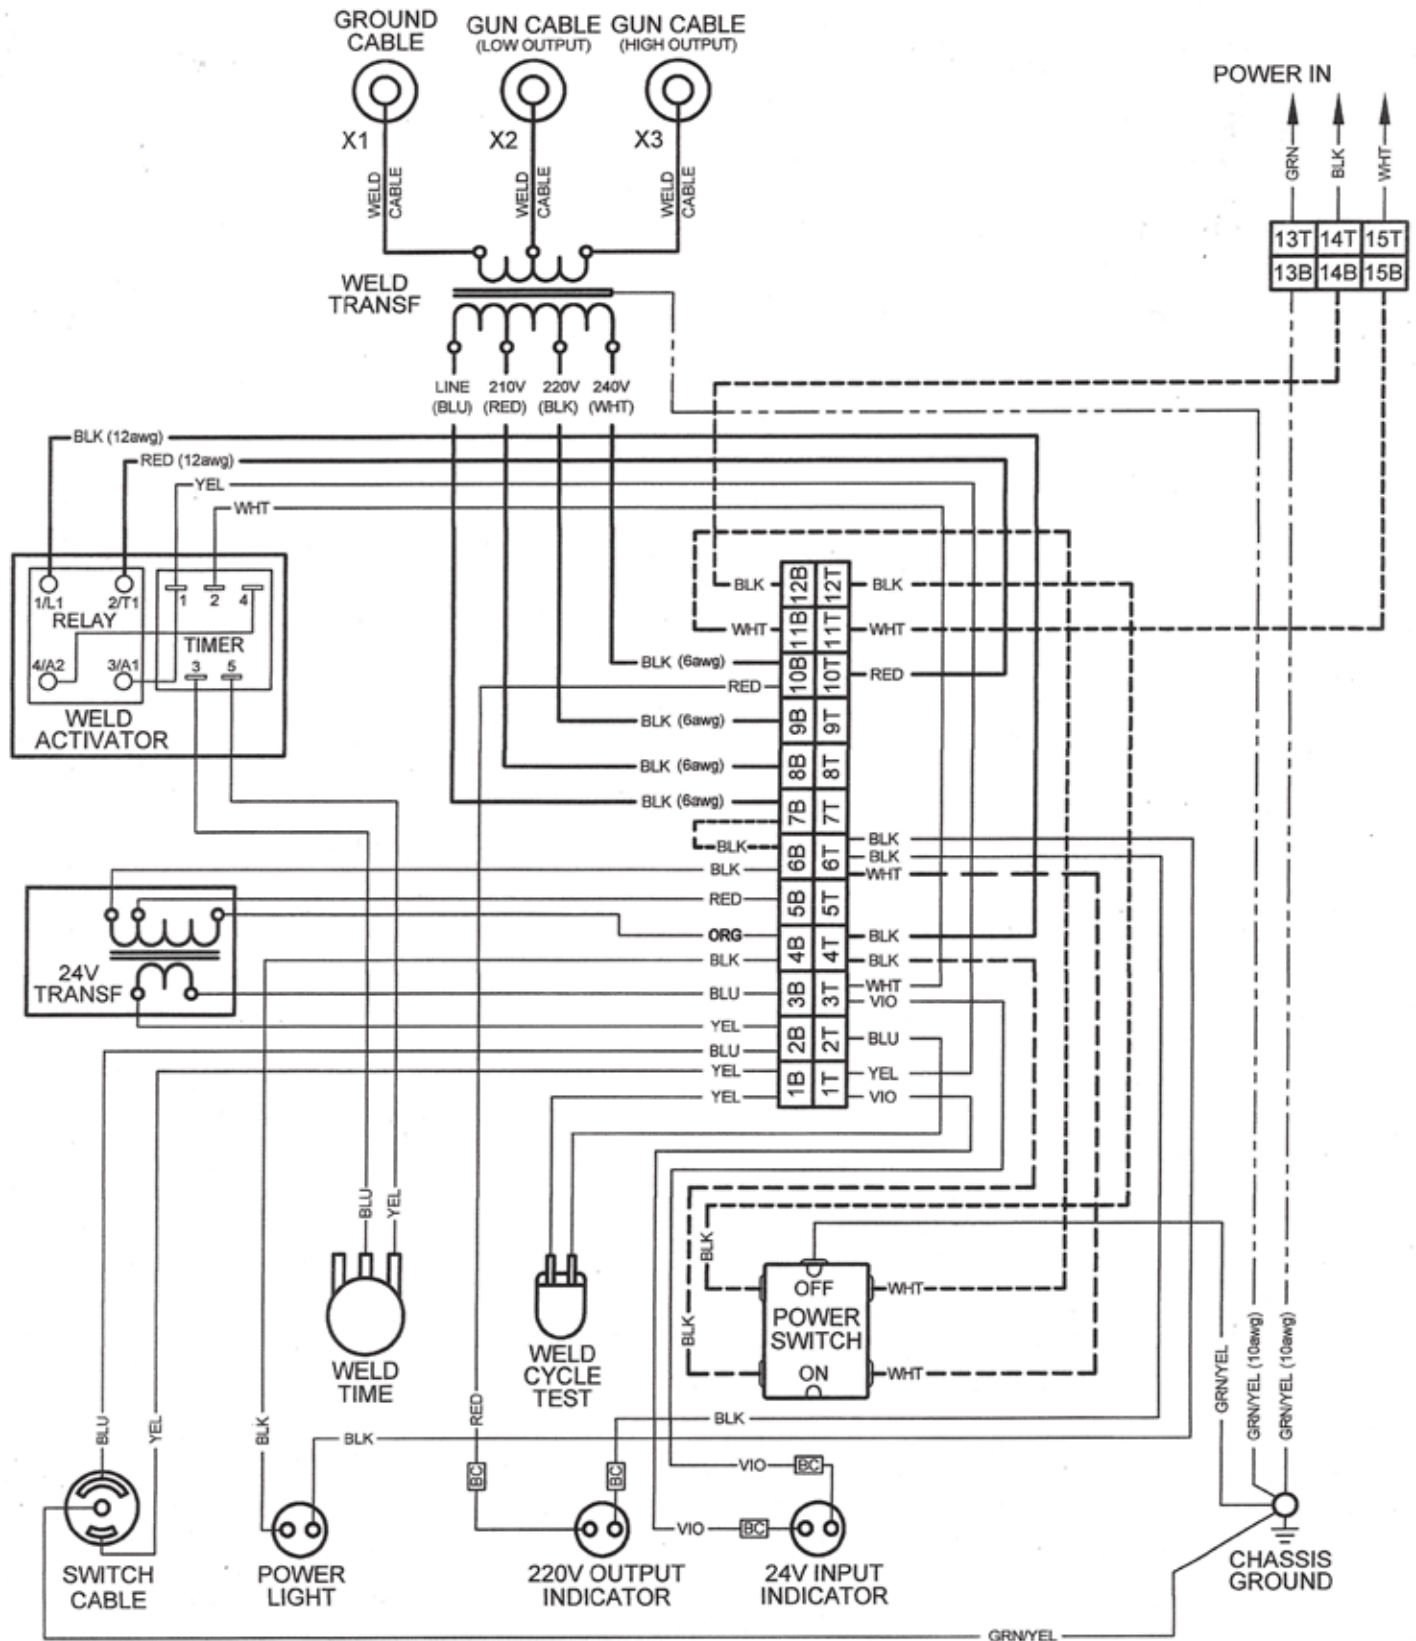 GROUND
CABLE
GUN CABLE
(LOW OUTPUT)
GUN CABLE
(HIGH OUTPUT)
POWER IN
X1
X2
X3
WELD
CABLE
WELD
CABLE
WELD
CABLE
GRN
BLK
WHT
13T 14T 15T
13B 14B 15B
WELD
TRANSF
LINE
(BLU)
210V
(RED)
220V
(BLK)
240V
(WHT)
BLK (12awg)
RED (12awg)
YEL
WHT
1/L1
2/T1
RELAY
4/A2
3/A1
1
2
4
TIMER
3
5
WELD
ACTIVATOR
BLK
12B 12T
BLK
WHT
11B 11T
WHT
BLK (6awg)
RED
10B 10T
RED
BLK (6awg)
9B 9T
BLK (6awg)
8B 8T
BLK (6awg)
7B 7T
BLK
BLK
6B 6T
BLK
BLK
WHT
RED
5B 5T
ORG
BLK
4B 4T
BLK
BLK
BLU
3B 3T
WHT
VIO
YEL
BLU
2B 2T
BLU
YEL
YEL
1B 1T
YEL
VIO
24V
TRANSF
BLU
YEL
WELD
TIME
WELD
CYCLE
TEST
BLK
BLK
OFF
POWER
SWITCH
ON
WHT
WHT
GRN/YEL
GRN/YEL (10awg)
GRN/YEL (10awg)
BLU
YEL
BLK
RED
BLK
BLK
BC
BC
VIO
BC
VIO
BC
SWITCH
CABLE
POWER
LIGHT
220V OUTPUT
INDICATOR
24V INPUT
INDICATOR
CHASSIS
GROUND
GRN/YEL